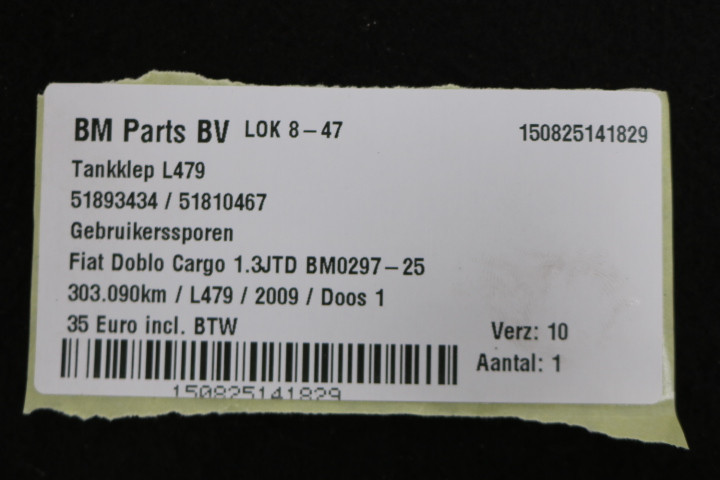 BM Parts BV LOK 8-47 150825141829
Tankklep L479
51893434 / 51810467
Gebruikerssporen
Fiat Doblo Cargo 1.3JTD BM0297-25
303.090km / L479 / 2009 / Doos 1
35 Euro incl. BTW
Verz: 10
Aantal: 1
150825141829